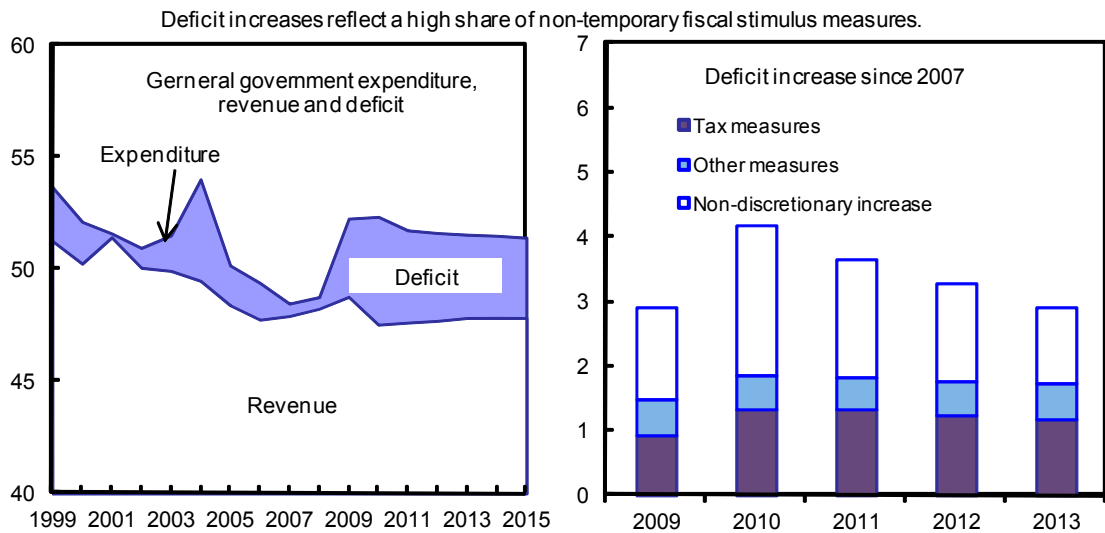 Deficit increases reflect a high share of non-temporary fiscal stimulus measures.
60
55
50
45
40
Gerneral government expenditure,
revenue and deficit
Expenditure
Deficit
Revenue
1999 2001 2003 2005 2007 2009 2011 2013 2015
7
6
5
4
3
2
1
0
Deficit increase since 2007
Tax measures
Other measures
Non-discretionary increase
2009 2010 2011 2012 2013